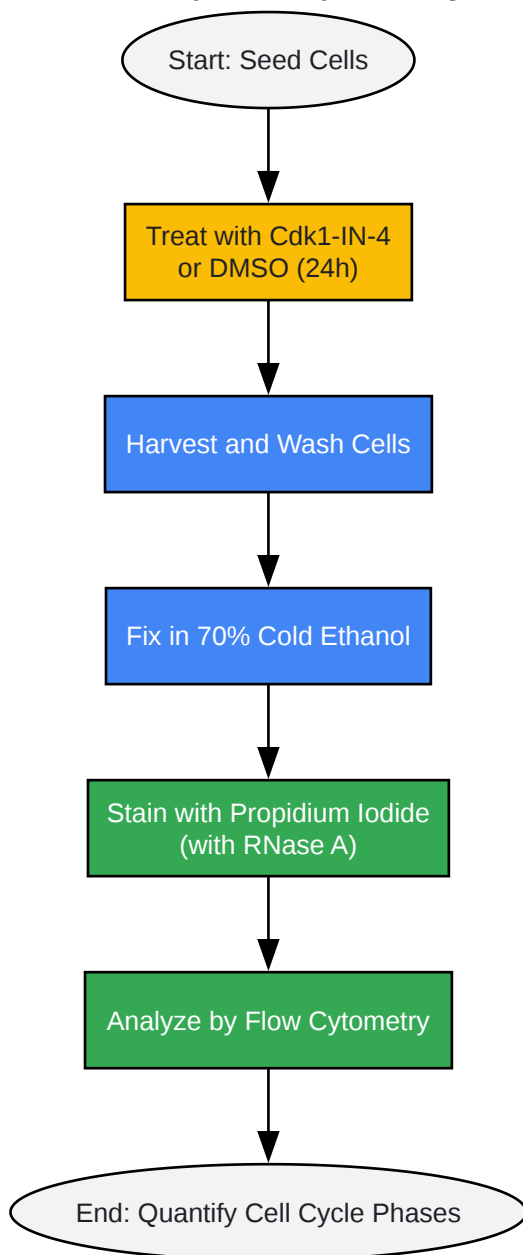 Start: Seed Cells
Treat with Cdk1-IN-4
or DMSO (24h)
Harvest and Wash Cells
Fix in 70% Cold Ethanol
Stain with Propidium Iodide
(with RNase A)
Analyze by Flow Cytometry
End: Quantify Cell Cycle Phases